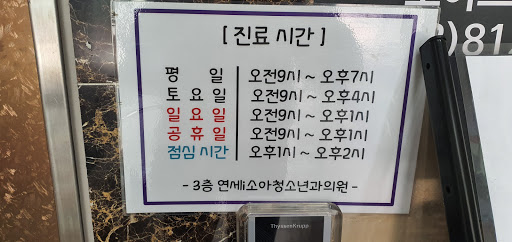 [ 진료 시간 ]
평 일 오전9시 ~ 오후7시
토 요 일 오전9시 ~ 오후4시
일 요 일 오전9시 ~ 오후1시
공 휴 일 오전9시 ~ 오후1시
점심 시간 오후1시 ~ 오후2시
- 3층 연세i소아청소년과의원 -
ThyssenKrupp